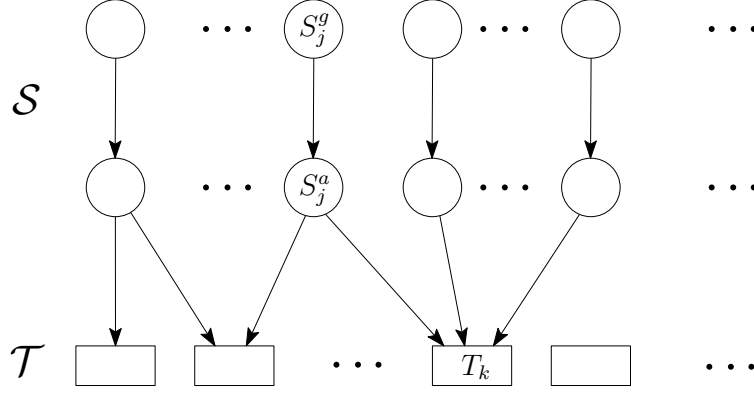 … S_j^g … …
𝒮
… S_j^a … …
𝒯 … T_k …